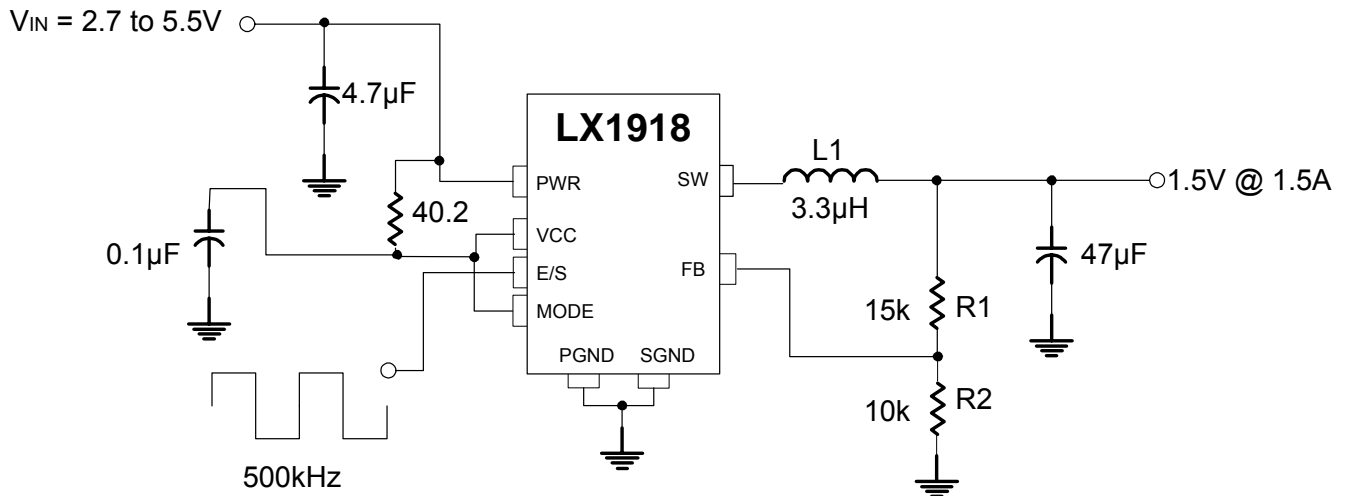 VIN = 2.7 to 5.5V
4.7µF
LX1918
L1
PWR
SW
1.5V @ 1.5A
40.2
3.3µH
VCC
0.1µF
E/S
FB
47µF
MODE
15k
R1
PGND
SGND
10k
R2
500kHz